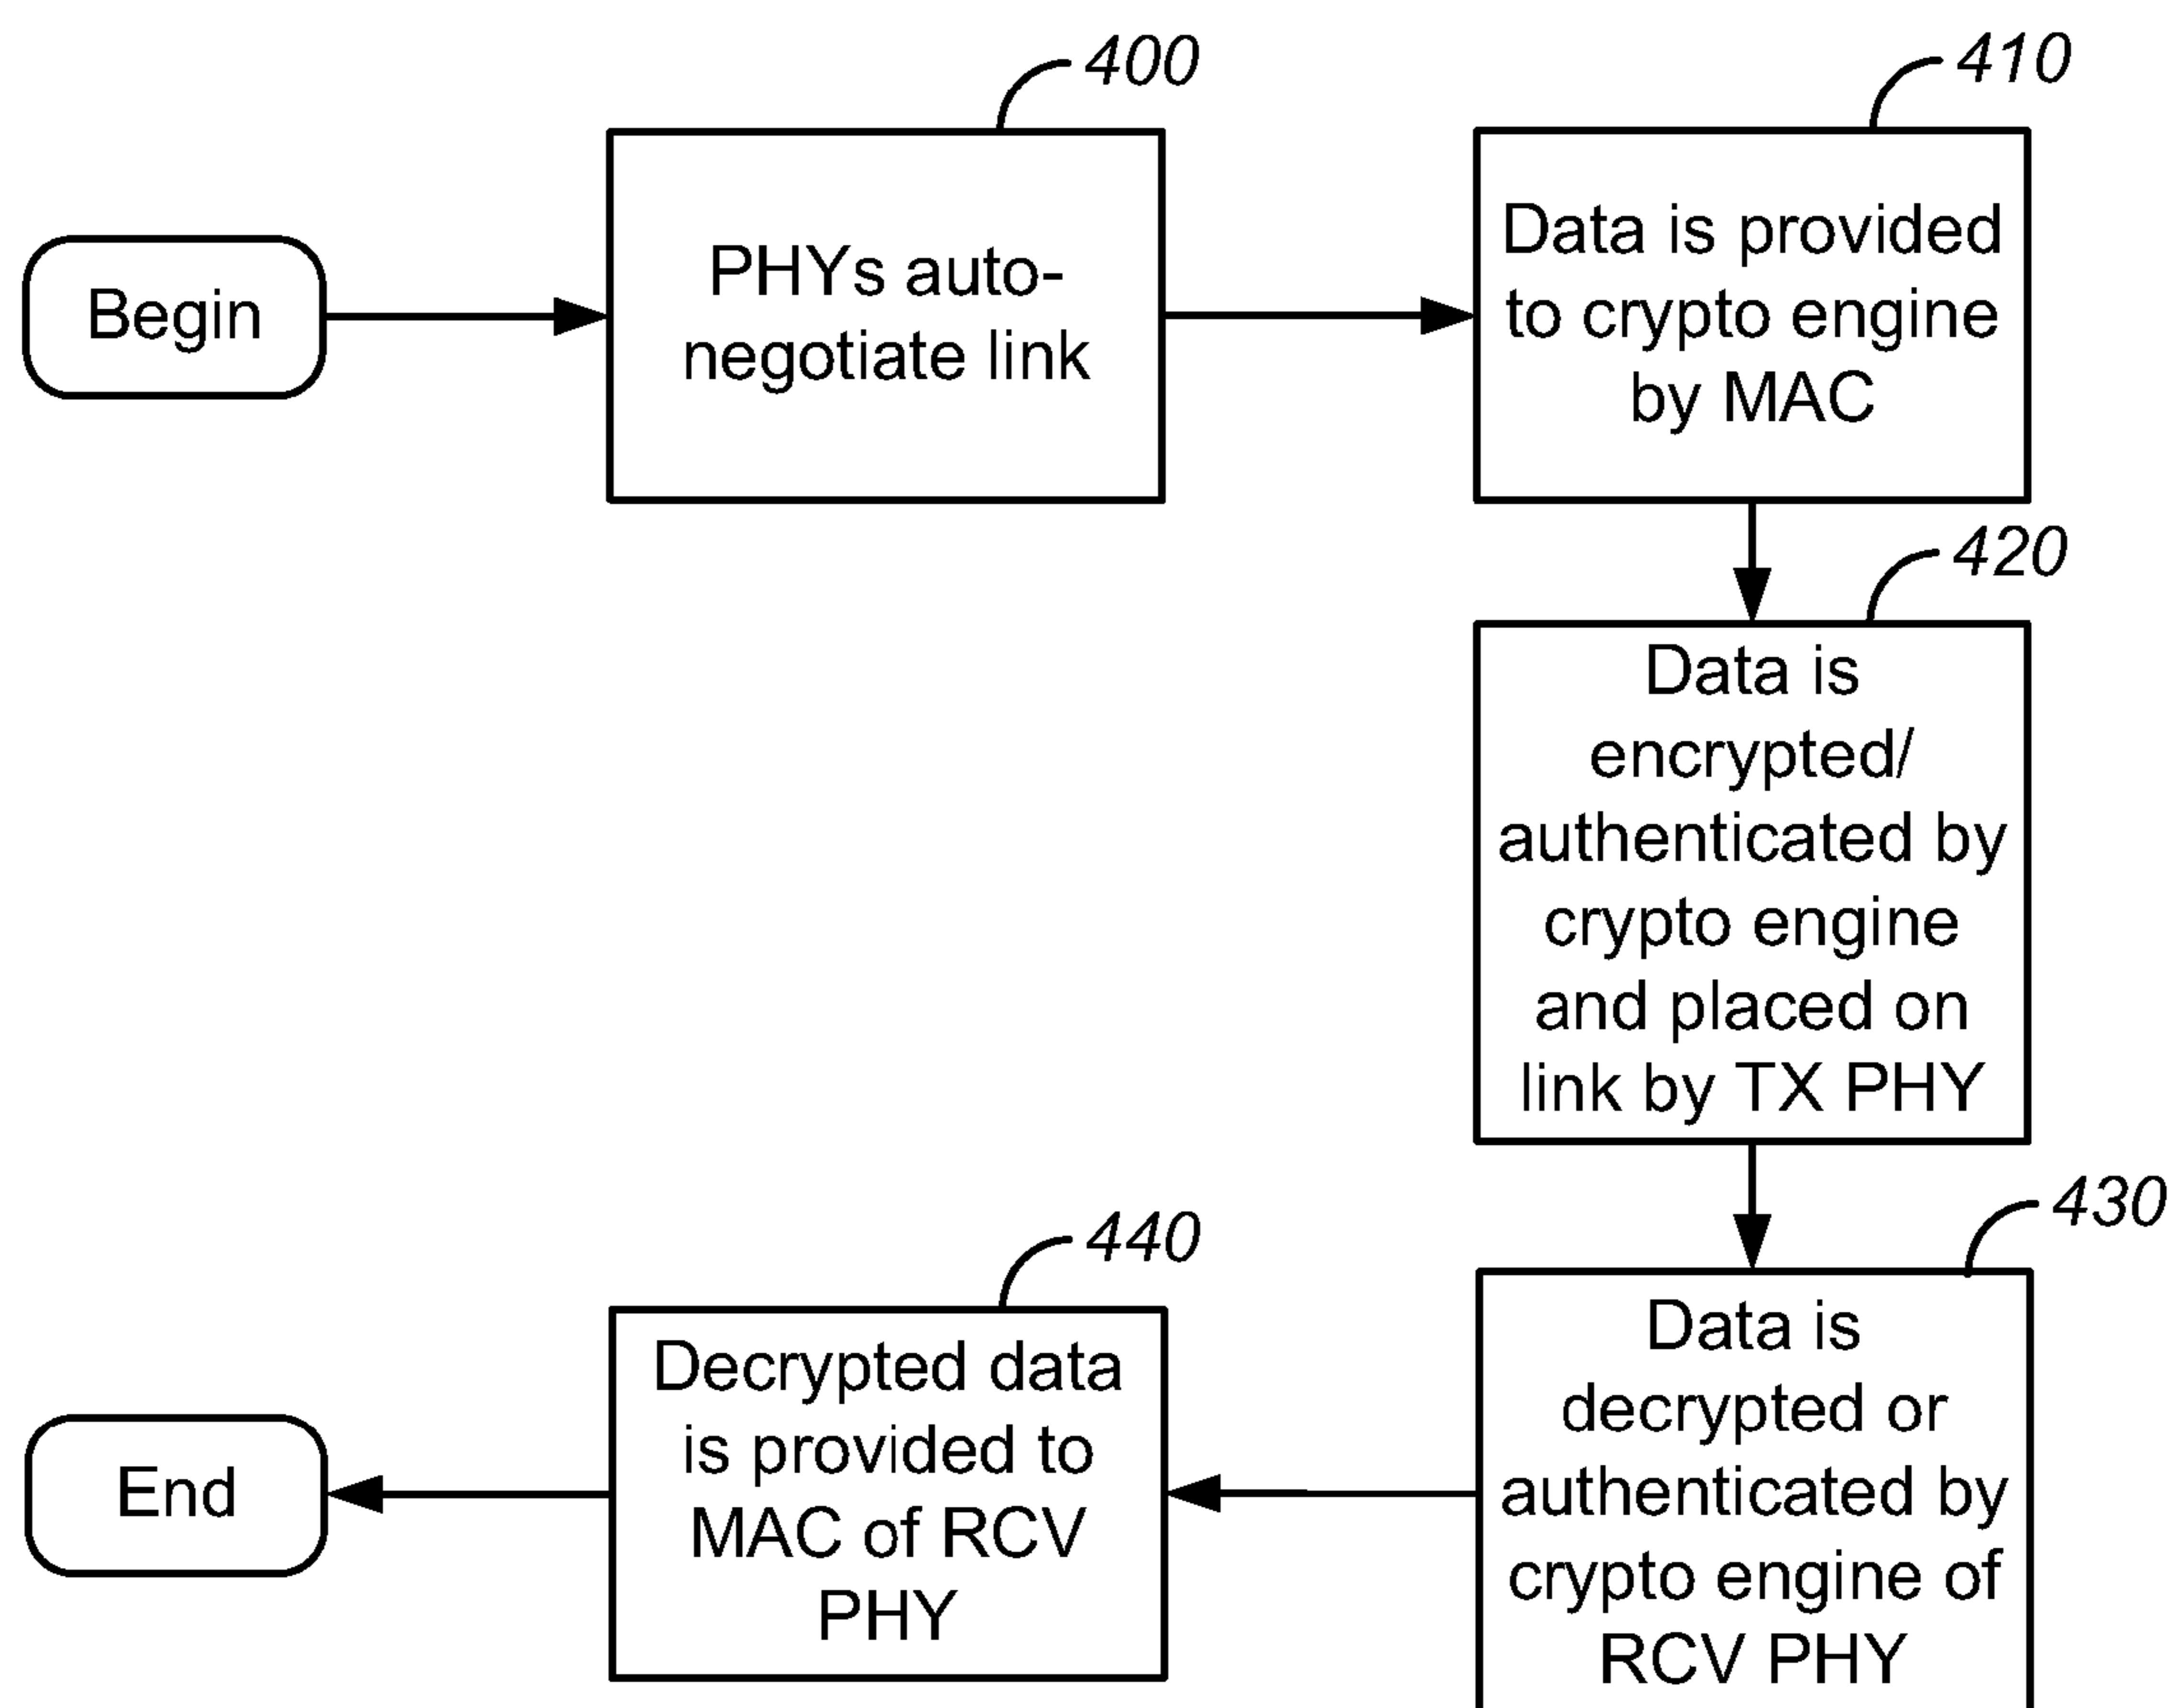 400
410
Begin
PHYs auto-
negotiate link
Data is provided
to crypto engine
by MAC
420
Data is
encrypted/
authenticated by
crypto engine
and placed on
link by TX PHY
430
Data is
decrypted or
authenticated by
crypto engine of
RCV PHY
440
Decrypted data
is provided to
MAC of RCV
PHY
End